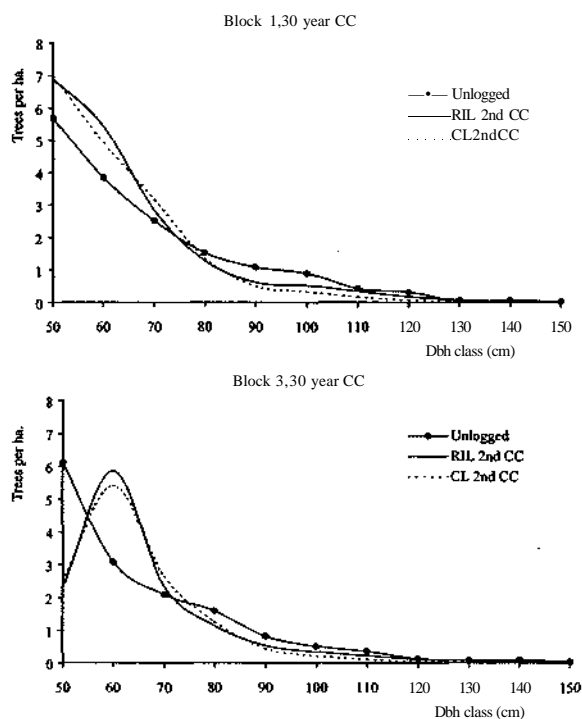 Block 1,30 year CC
Trees per ha.
8
7
6
5
4
3
2
1
0
Unlogged
RIL 2nd CC
CL2ndCC
50 60 70 80 90 100 110 120 130 140 150
Dbh class (cm)
Block 3,30 year CC
Trees per ha.
8
7
6
5
4
3
2
1
0
Unlogged
RIL 2nd CC
CL 2nd CC
50 60 70 80 90 100 110 120 130 140 150
Dbh class (cm)